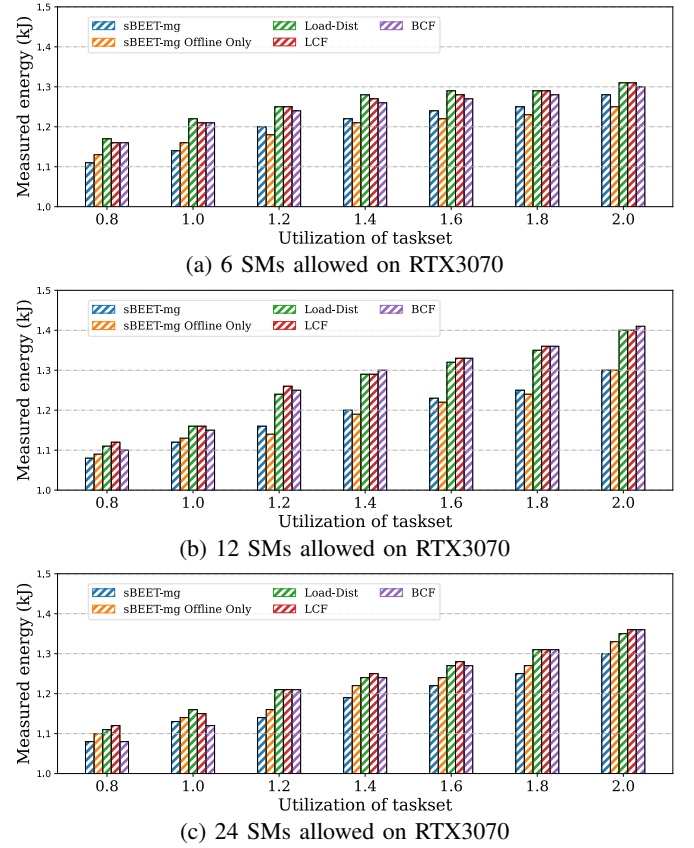 1.5
1.4
1.3
1.2
1.1
1.0
Measured energy (kJ)
sBEET-mg Load-Dist BCF
sBEET-mg Offline Only LCF
0.8 1.0 1.2 1.4 1.6 1.8 2.0
Utilization of taskset
(a) 6 SMs allowed on RTX3070
1.5
1.4
1.3
1.2
1.1
1.0
Measured energy (kJ)
sBEET-mg Load-Dist BCF
sBEET-mg Offline Only LCF
0.8 1.0 1.2 1.4 1.6 1.8 2.0
Utilization of taskset
(b) 12 SMs allowed on RTX3070
1.5
1.4
1.3
1.2
1.1
1.0
Measured energy (kJ)
sBEET-mg Load-Dist BCF
sBEET-mg Offline Only LCF
0.8 1.0 1.2 1.4 1.6 1.8 2.0
Utilization of taskset
(c) 24 SMs allowed on RTX3070